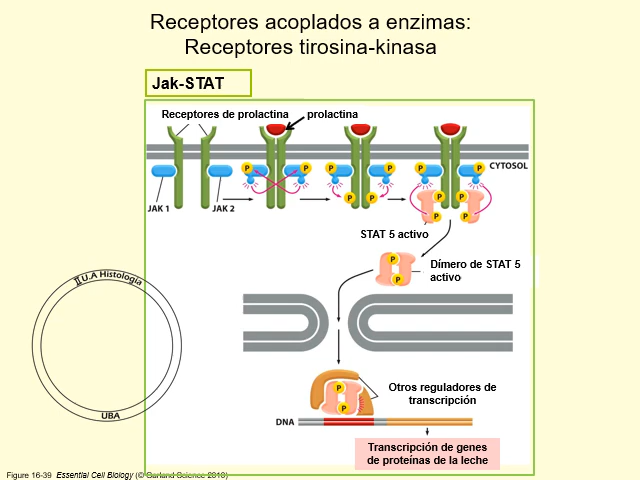 Receptores acoplados a enzimas:
Receptores tirosina-kinasa
Jak-STAT
Receptores de prolactina
prolactina
P P P P P P
CYTOSOL
P P P P P P
JAK 1
JAK 2
STAT 5 activo
P
P
Dímero de STAT 5
activo
II U.A Histología
UBA
P
P
Otros reguladores de
transcripción
DNA
Transcripción de genes
de proteínas de la leche
Figure 16-39 Essential Cell Biology (© Garland Science 2010)